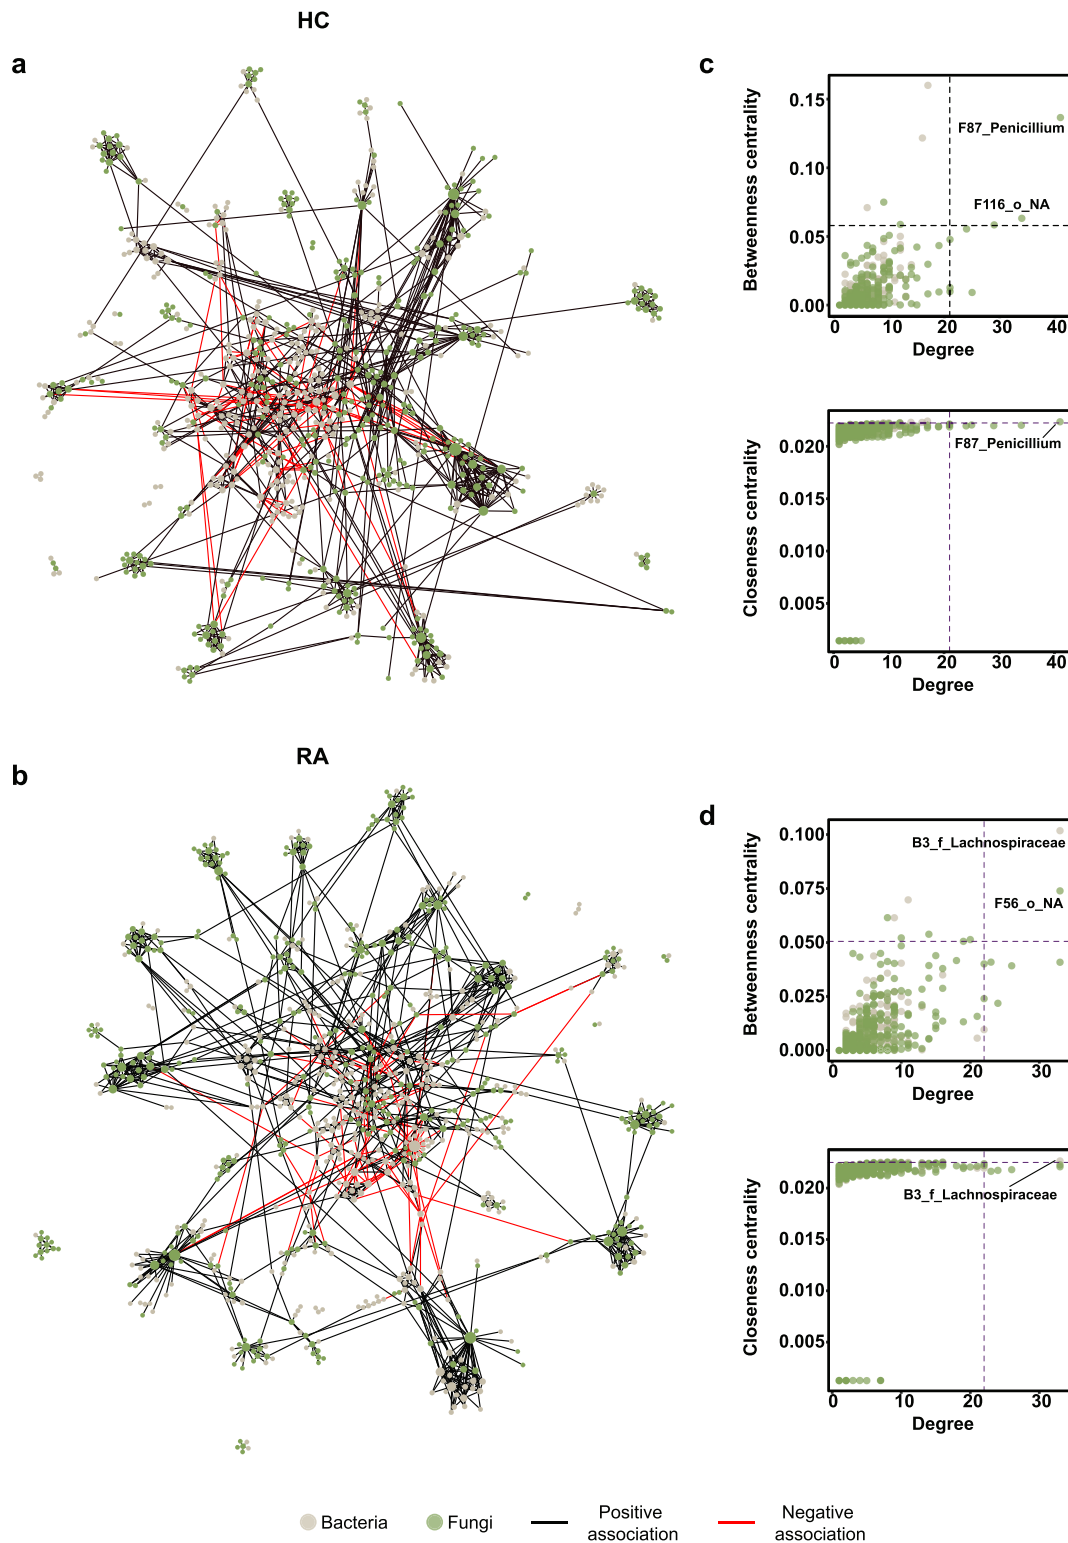 HC
a
c
Betweenness centrality
0.15
0.10
0.05
0.00
F87_Penicillium
F116_o_NA
0
10
20
30
40
Degree
Closeness centrality
0.020
0.015
0.010
0.005
F87_Penicillium
0
10
20
30
40
Degree
RA
b
d
Betweenness centrality
0.100
0.075
0.050
0.025
0.000
B3_f_Lachnospiraceae
F56_o_NA
0
10
20
30
Degree
Closeness centrality
0.020
0.015
0.010
0.005
B3_f_Lachnospiraceae
0
10
20
30
Degree
Bacteria
Fungi
Positive
association
Negative
association